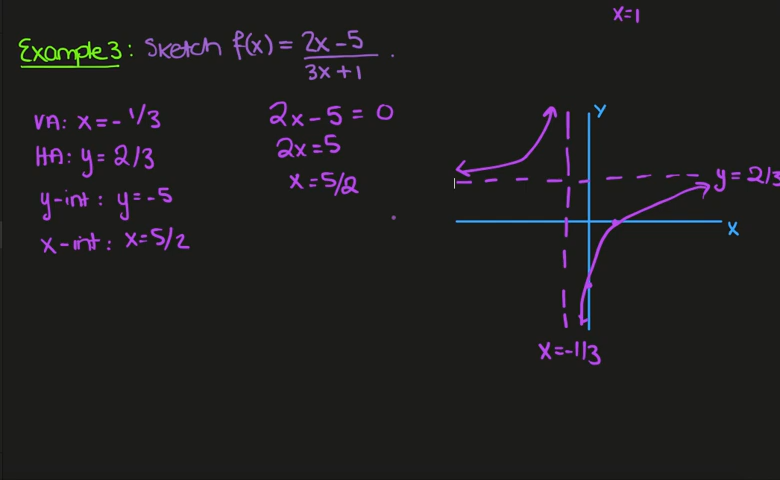 x=1
Example 3: Sketch f(x) = 2x-5 / 3x+1 .
VA: x = - 1/3
HA: y = 2/3
y-int: y = -5
x-int: x = 5/2
2x-5 = 0
2x = 5
x = 5/2
y
y = 2/3
x
x = -1/3